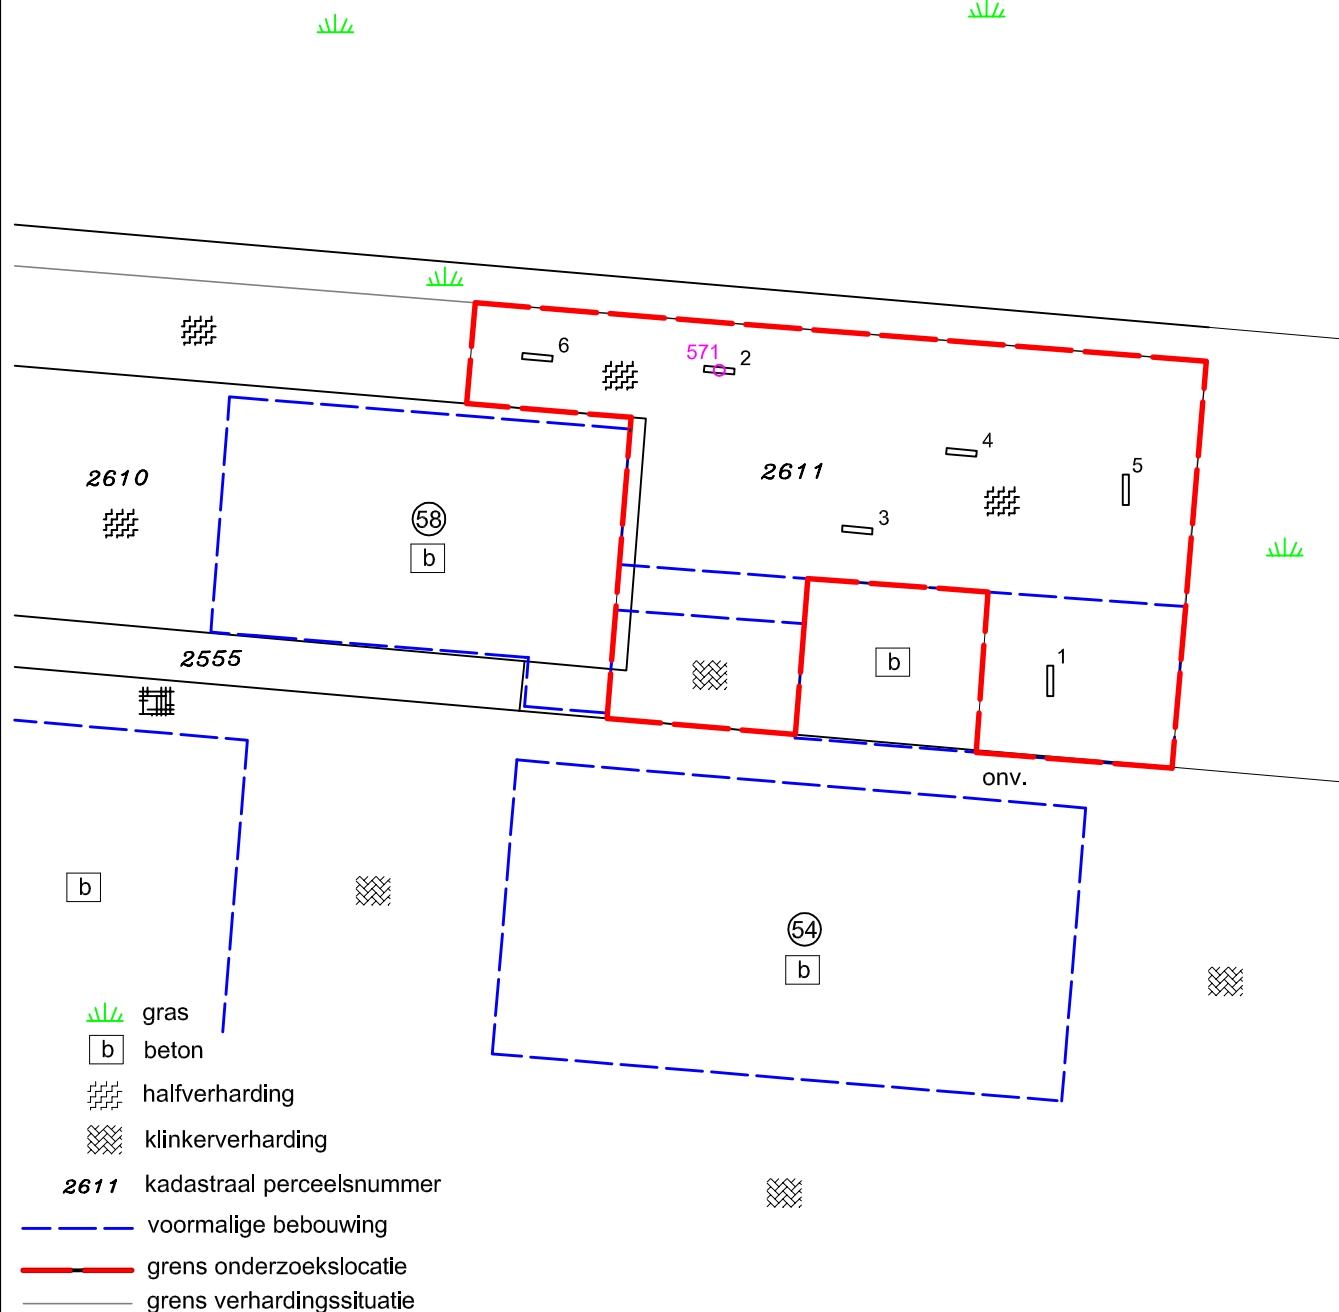 6
571
2
4
2611
5
2610
3
58
b
2555
b
1
onv.
b
54
b
gras
b beton
halfverharding
klinkerverharding
2611 kadastraal perceelsnummer
voormalige bebouwing
grens onderzoekslocatie
grens verhardingssituatie